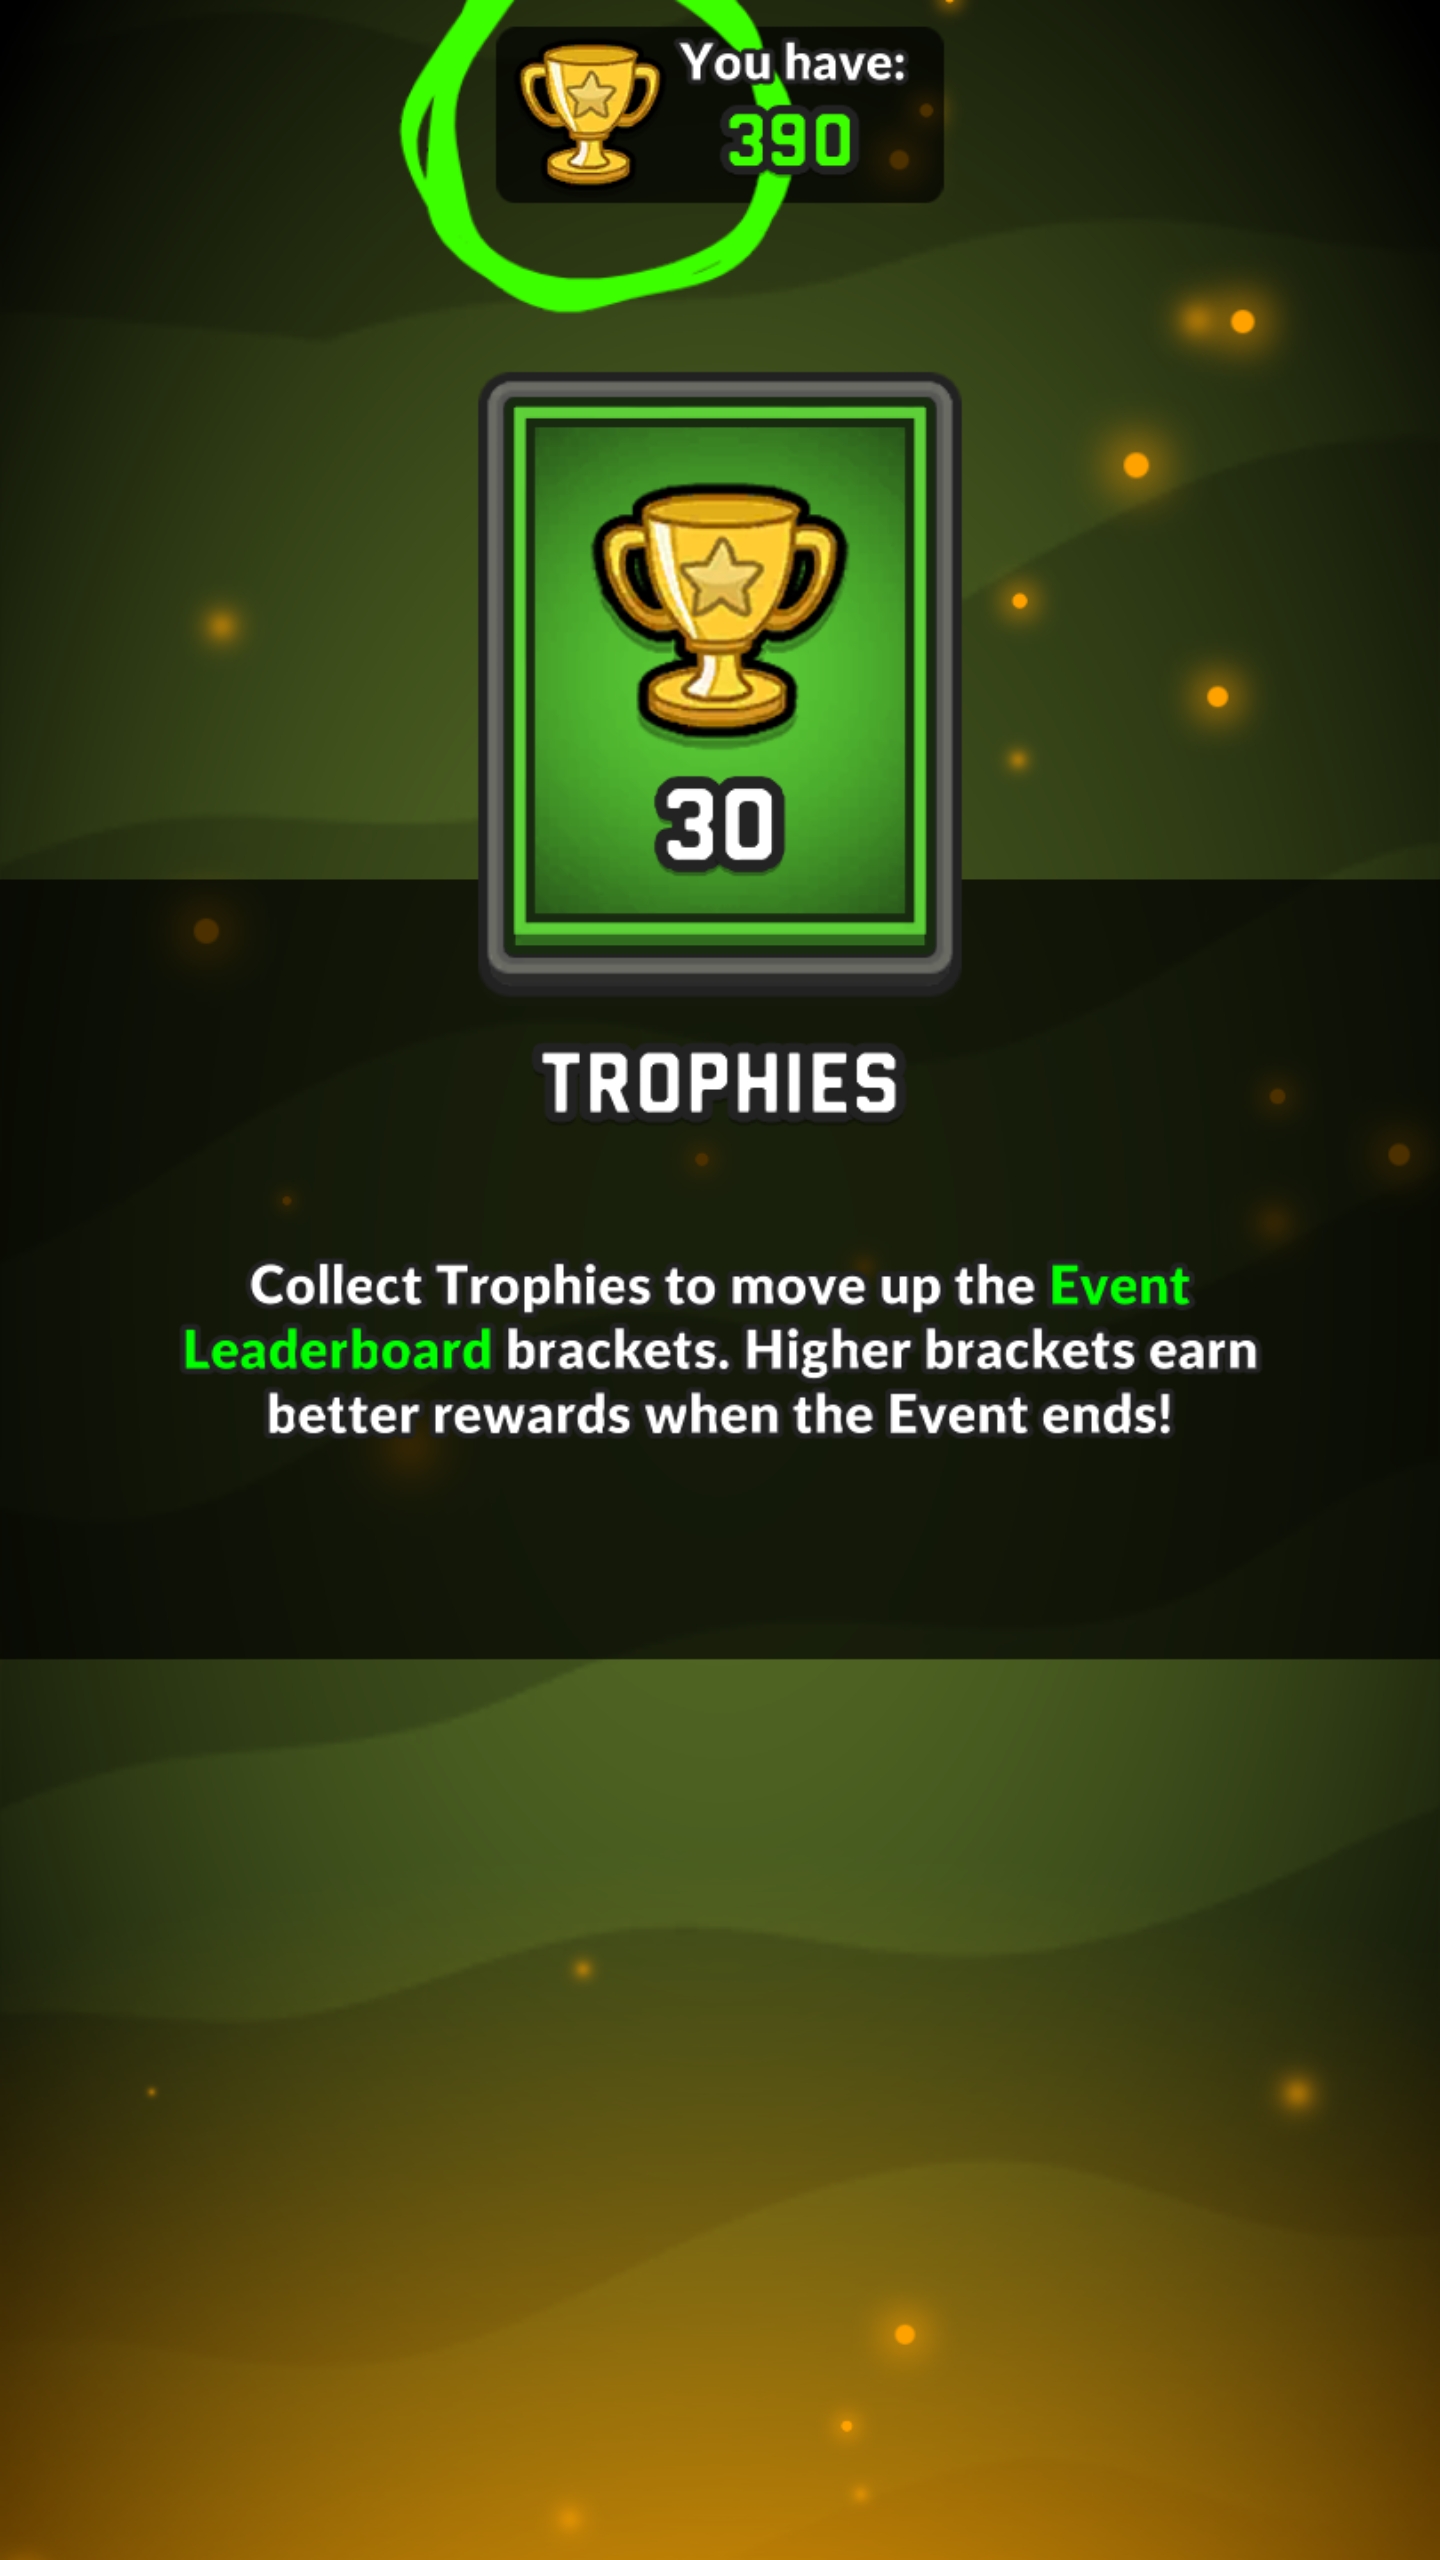 You have:
390
30
TROPHIES
Collect Trophies to move up the Event
Leaderboard brackets. Higher brackets earn
better rewards when the Event ends!